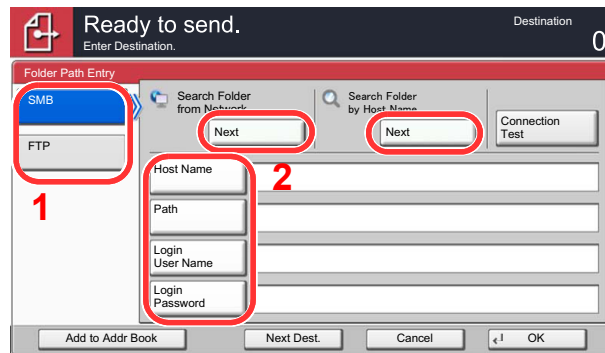 Ready to send.
Destination
Enter Destination.
0
Folder Path Entry
SMB
FTP
1
Search Folder
from Network
Next
Search Folder
by Host Name
Next
Connection
Test
2
Host Name
Path
Login
User Name
Login
Password
Add to Addr Book
Next Dest.
Cancel
OK